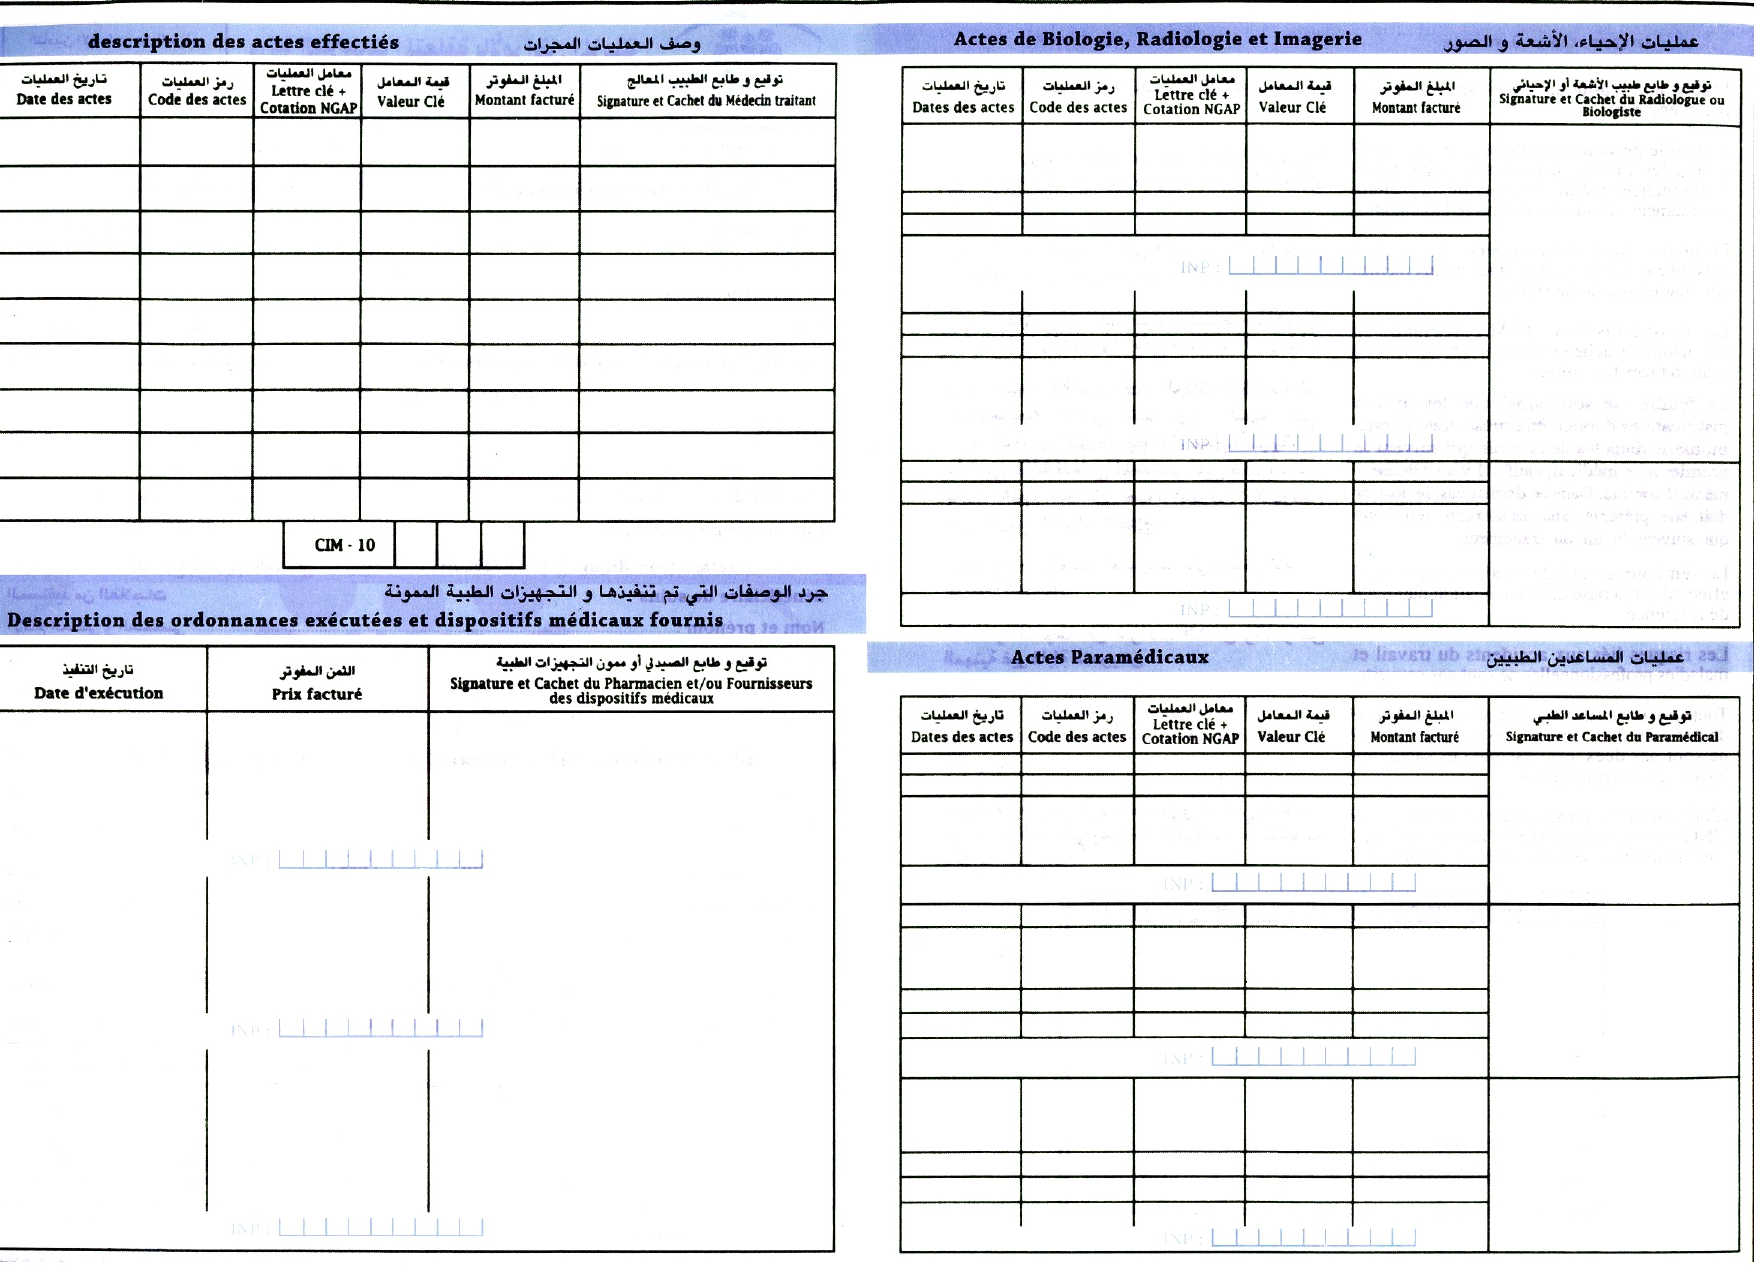 description des actes effectiés وصف العمليات المجرات
تاريخ العمليات رمز العمليات معامل العمليات قيمة المعامل المبلغ المفوتر توقيع و طابع الطبيب المعالج
Date des actes Code des actes Lettre clé + Cotation NGAP Valeur Clé Montant facturé Signature et Cachet du Médecin traitant
CIM - 10
جرد الوصفات التي تم تنفيذها و التجهيزات الطبية الممونة
Description des ordonnances exécutées et dispositifs médicaux fournis
تاريخ التنفيذ الثمن المفوتر توقيع و طابع الصيدلي أو ممون التجهيزات الطبية
Date d'exécution Prix facturé Signature et Cachet du Pharmacien et/ou Fournisseurs
des dispositifs médicaux
INP :
INP :
INP :
Actes de Biologie, Radiologie et Imagerie عمليات الإحياء، الأشعة و الصور
تاريخ العمليات رمز العمليات معامل العمليات قيمة المعامل المبلغ المفوتر توقيع و طابع طبيب الأشعة أو الإحيائي
Dates des actes Code des actes Lettre clé + Cotation NGAP Valeur Clé Montant facturé Signature et Cachet du Radiologue ou
Biologiste
INP :
INP :
INP :
Actes Paramédicaux عمليات المساعدين الطبيين
تاريخ العمليات رمز العمليات معامل العمليات قيمة المعامل المبلغ المفوتر توقيع و طابع المساعد الطبي
Dates des actes Code des actes Lettre clé + Cotation NGAP Valeur Clé Montant facturé Signature et Cachet du Paramédical
INP :
INP :
INP :